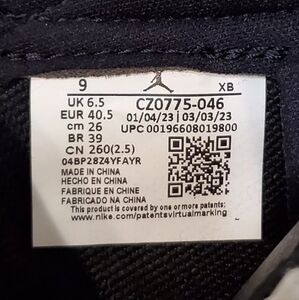 9 XB
UK 6.5 CZ0775-046
EUR 40.5 01/04/23 03/03/23
cm 26 UPC 00196608019800
BR 39
CN 260(2.5)
04BP28Z4YFAYR
MADE IN CHINA
HECHO EN CHINA
FABRIQUE EN CHINE
FABRICADO NA CHINA
This product is covered by one or more U.S. patents. See
www.nike.com/patentsvirtualmarking